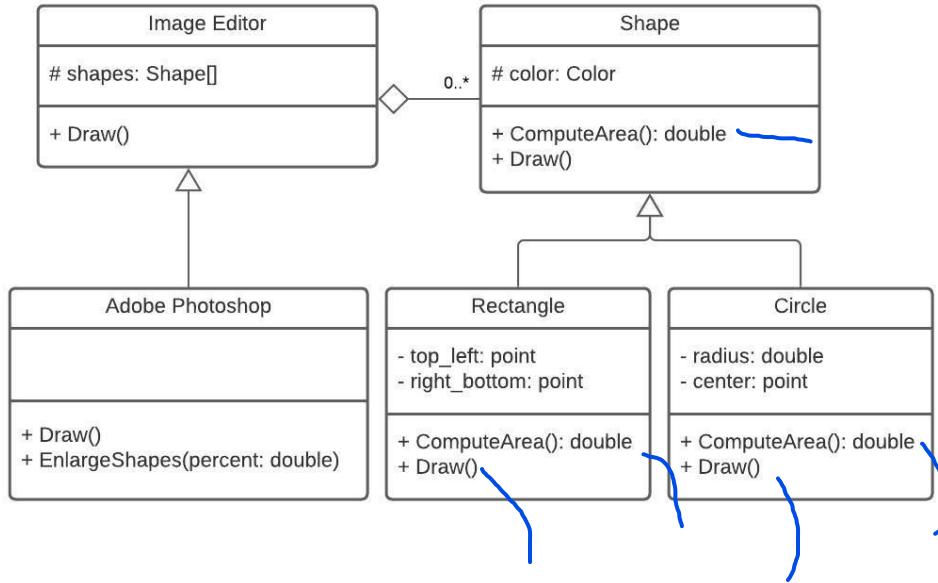 Image Editor
# shapes: Shape[]
+ Draw()
0..*
Shape
# color: Color
+ ComputeArea(): double
+ Draw()
Adobe Photoshop
+ Draw()
+ EnlargeShapes(percent: double)
Rectangle
- top_left: point
- right_bottom: point
+ ComputeArea(): double
+ Draw()
Circle
- radius: double
- center: point
+ ComputeArea(): double
+ Draw()